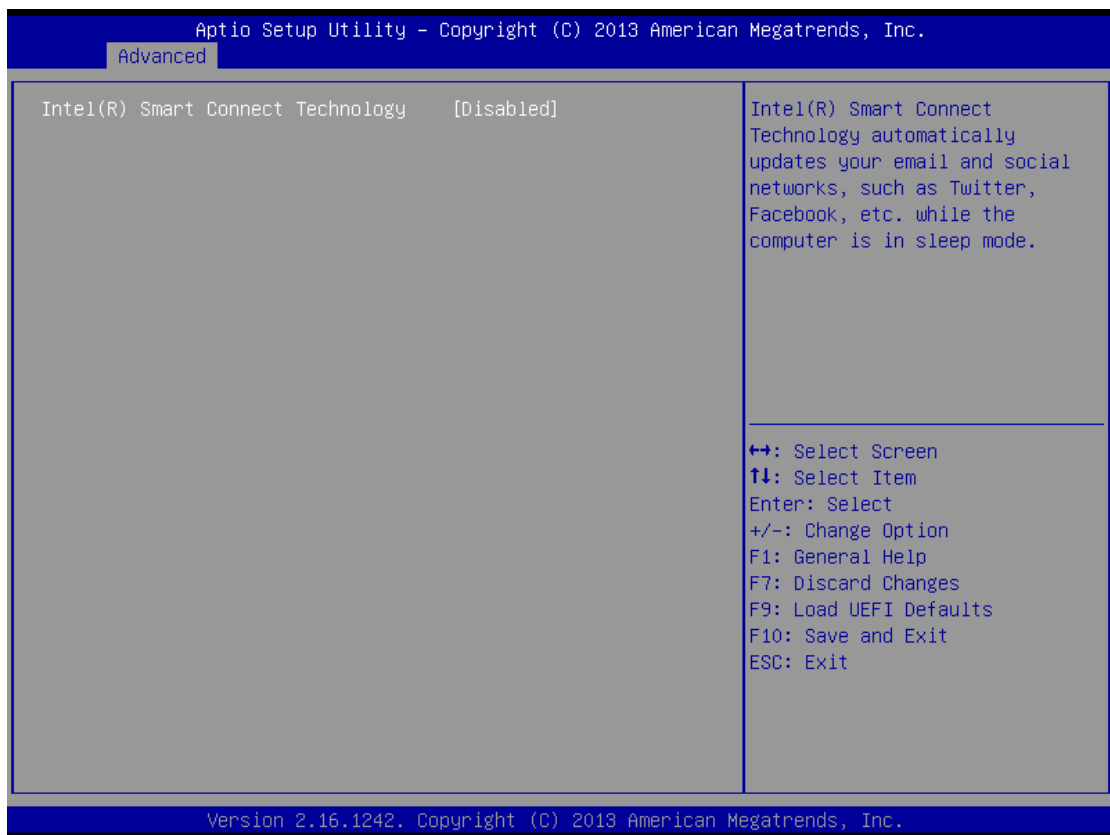 Aptio Setup Utility – Copyright (C) 2013 American Megatrends, Inc.
Advanced
Intel(R) Smart Connect Technology [Disabled]
Intel(R) Smart Connect
Technology automatically
updates your email and social
networks, such as Twitter,
Facebook, etc. while the
computer is in sleep mode.
↔: Select Screen
↑↓: Select Item
Enter: Select
+/-: Change Option
F1: General Help
F7: Discard Changes
F9: Load UEFI Defaults
F10: Save and Exit
ESC: Exit
Version 2.16.1242. Copyright (C) 2013 American Megatrends, Inc.